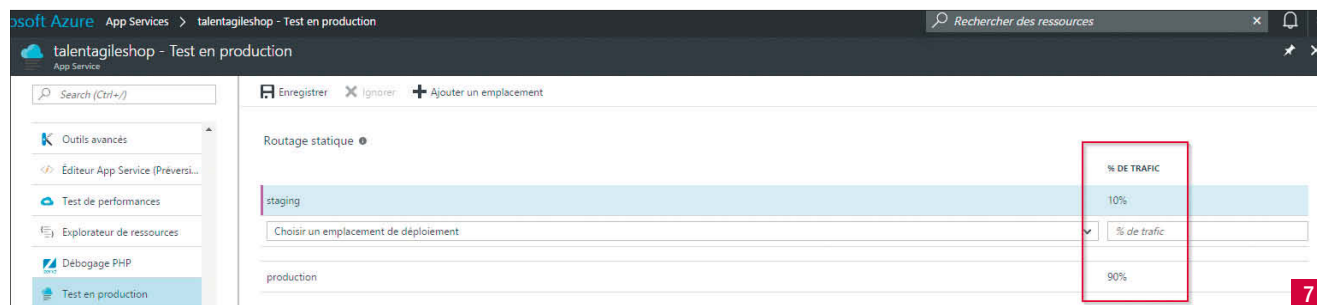 osoft Azure App Services > talentagileshop - Test en production
Rechercher des ressources
talentagileshop - Test en production
App Service
Search (Ctrl+/)
Enregistrer Ignorer Ajouter un emplacement
Outils avancés
Routage statique
Éditeur App Service (Préversi...
% DE TRAFIC
Test de performances
staging 10%
Explorateur de ressources
Choisir un emplacement de déploiement % de trafic
Débogage PHP
production 90%
Test en production
7